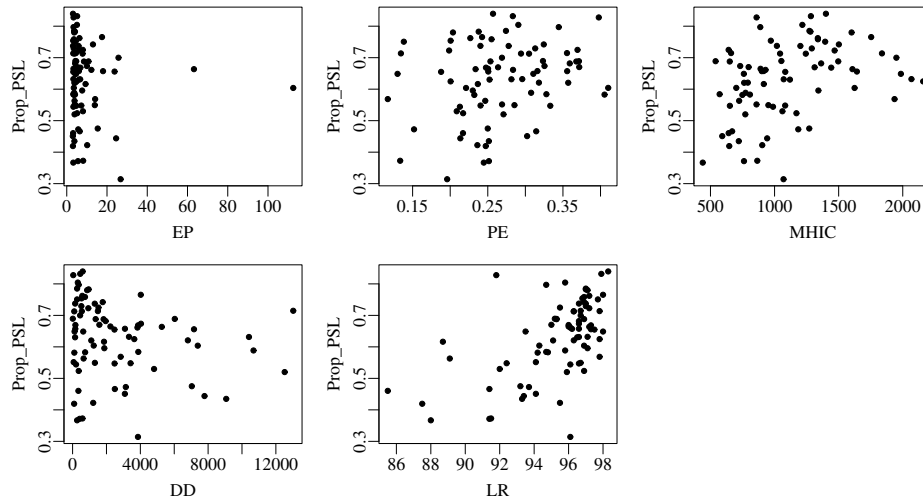 Prop_PSL
0.3 0.5 0.7
0 20 40 60 80 100
EP
Prop_PSL
0.3 0.5 0.7
0.15 0.25 0.35
PE
Prop_PSL
0.3 0.5 0.7
500 1000 1500 2000
MHIC
Prop_PSL
0.3 0.5 0.7
0 4000 8000 12000
DD
Prop_PSL
0.3 0.5 0.7
86 88 90 92 94 96 98
LR